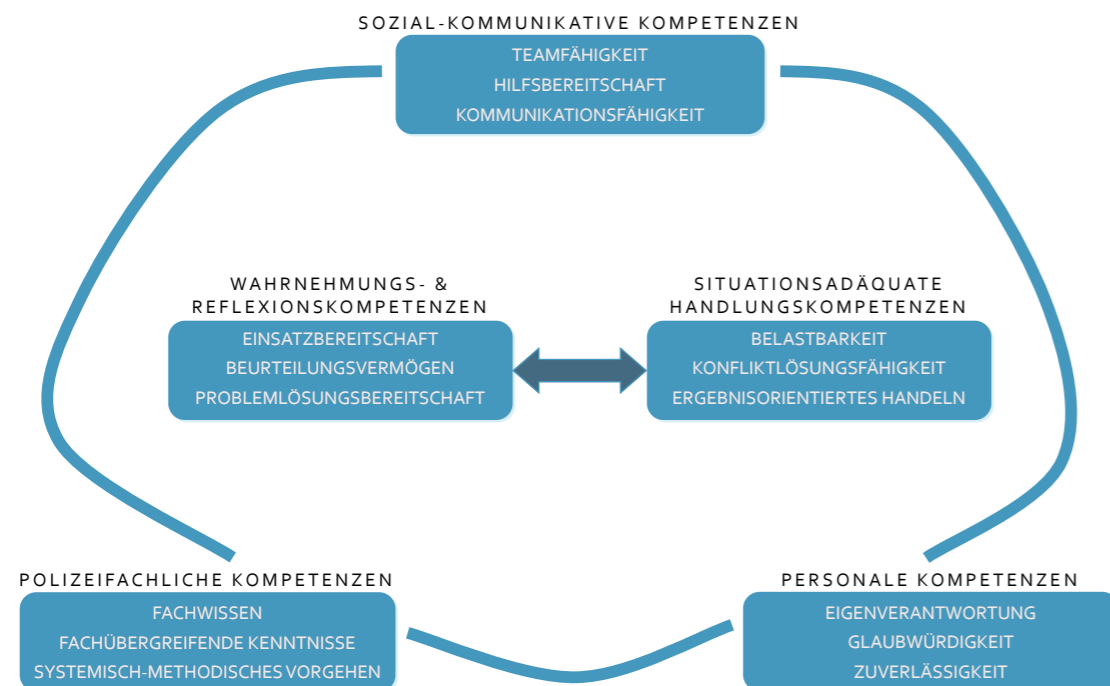 SOZIAL-KOMMUNIKATIVE KOMPETENZEN
TEAMFÄHIGKEIT
HILFSBEREITSCHAFT
KOMMUNIKATIONSFÄHIGKEIT
WAHRNEHMUNGS- &
REFLEXIONSKOMPETENZEN
EINSATZBEREITSCHAFT
BEURTEILUNGSVERMÖGEN
PROBLEMLÖSUNGSBEREITSCHAFT
SITUATIONSADÄQUATE
HANDLUNGSKOMPETENZEN
BELASTBARKEIT
KONFLIKTLÖSUNGSFÄHIGKEIT
ERGEBNISORIENTIERTES HANDELN
POLIZEIFACHLICHE KOMPETENZEN
FACHWISSEN
FACHÜBERGREIFENDE KENNTNISSE
SYSTEMISCH-METHODISCHES VORGEHEN
PERSONALE KOMPETENZEN
EIGENVERANTWORTUNG
GLAUBWÜRDIGKEIT
ZUVERLÄSSIGKEIT